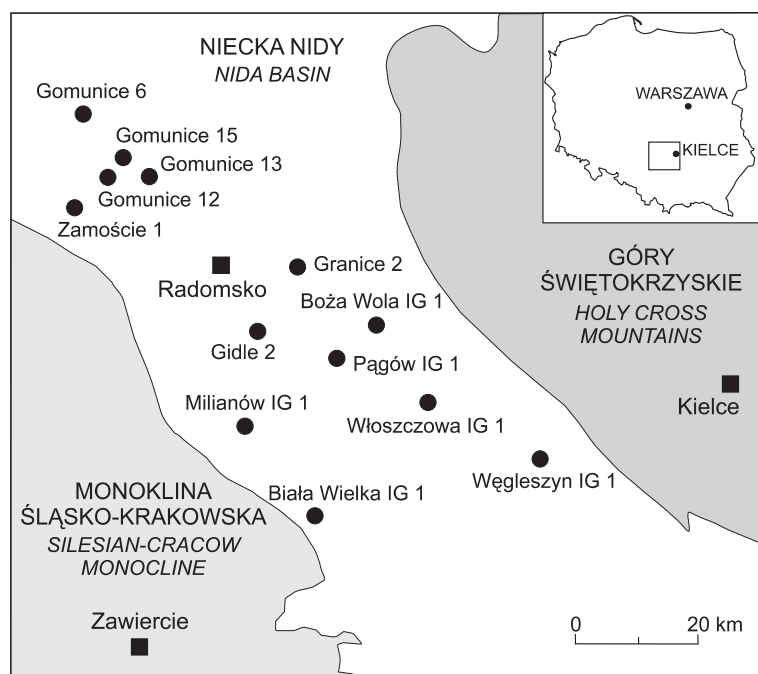 NIECKA NIDY
NIDA BASIN
WARSZAWA
KIELCE
Gomunice 6
Gomunice 15
Gomunice 13
Gomunice 12
Zamoście 1
Radomsko
Granice 2
Boża Wola IG 1
Gidle 2
Pągów IG 1
Milianów IG 1
Włoszczowa IG 1
Węgleszyn IG 1
Biała Wielka IG 1
GÓRY
ŚWIĘTOKRZYSKIE
HOLY CROSS
MOUNTAINS
Kielce
MONOKLINA
ŚLĄSKO-KRAKOWSKA
SILESIAN-CRACOW
MONOCLINE
Zawiercie
0 20 km